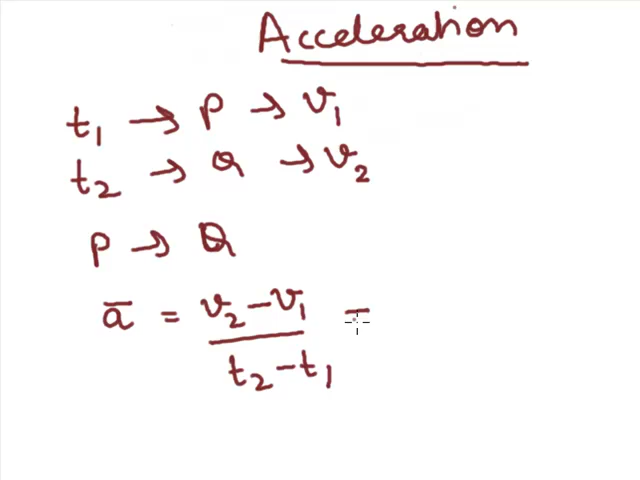 Acceleration
t₁ → P → v₁
t₂ → Q → v₂
P → Q
ā = (v₂ - v₁) / (t₂ - t₁) =